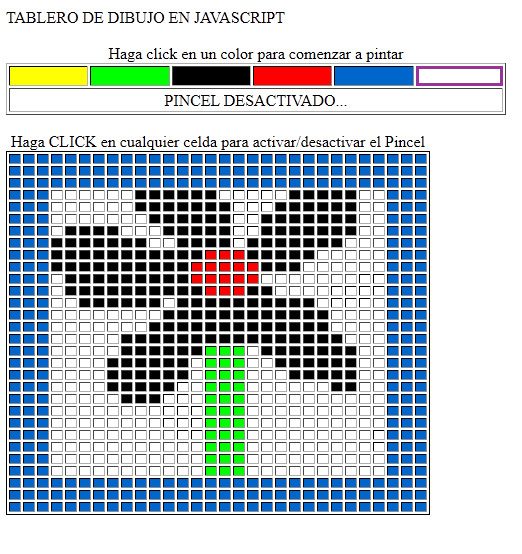 TABLERO DE DIBUJO EN JAVASCRIPT
Haga click en un color para comenzar a pintar
PINCEL DESACTIVADO...
Haga CLICK en cualquier celda para activar/desactivar el Pincel